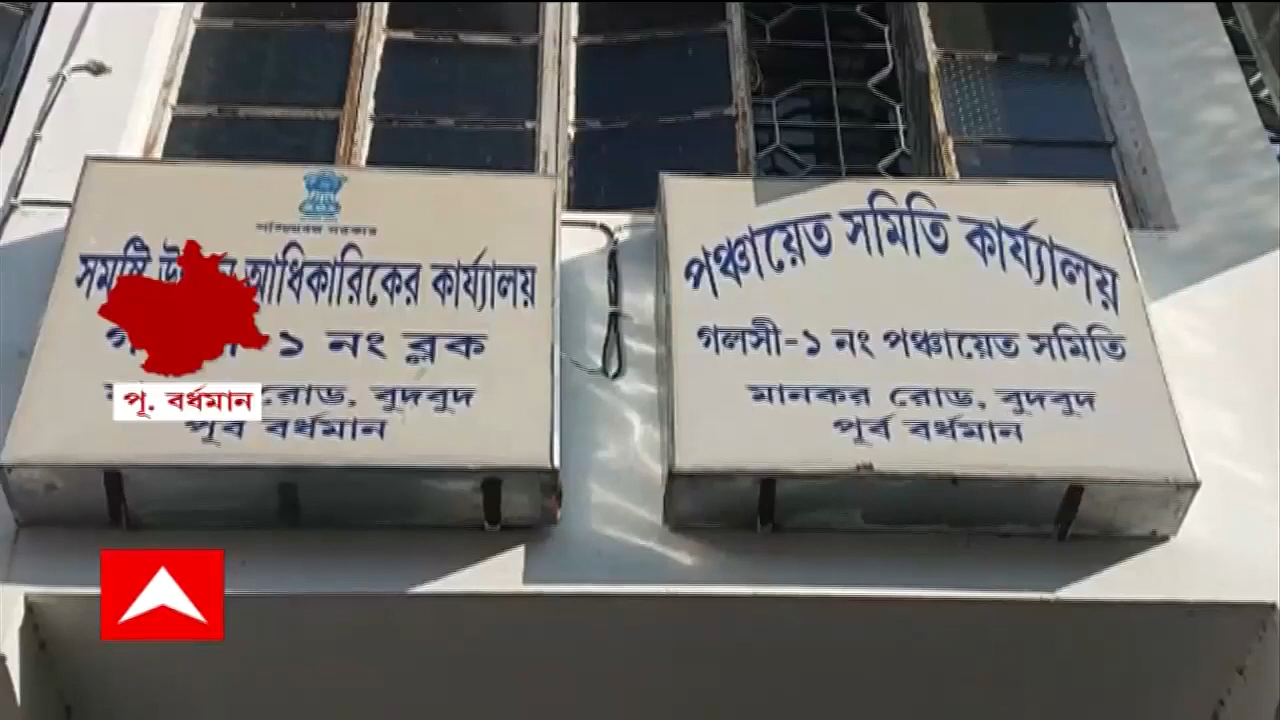 পশ্চিমবঙ্গ সরকার
আধিকারিকের কার্য্যালয়
১ নং ব্লক
রোড, বুদবুদ
পূর্ব বর্ধমান
পূ. বর্ধমান
পঞ্চায়েত সমিতি কার্য্যালয়
গলসী-১ নং পঞ্চায়েত সমিতি
মানকর রোড, বুদবুদ
পূর্ব বর্ধমান